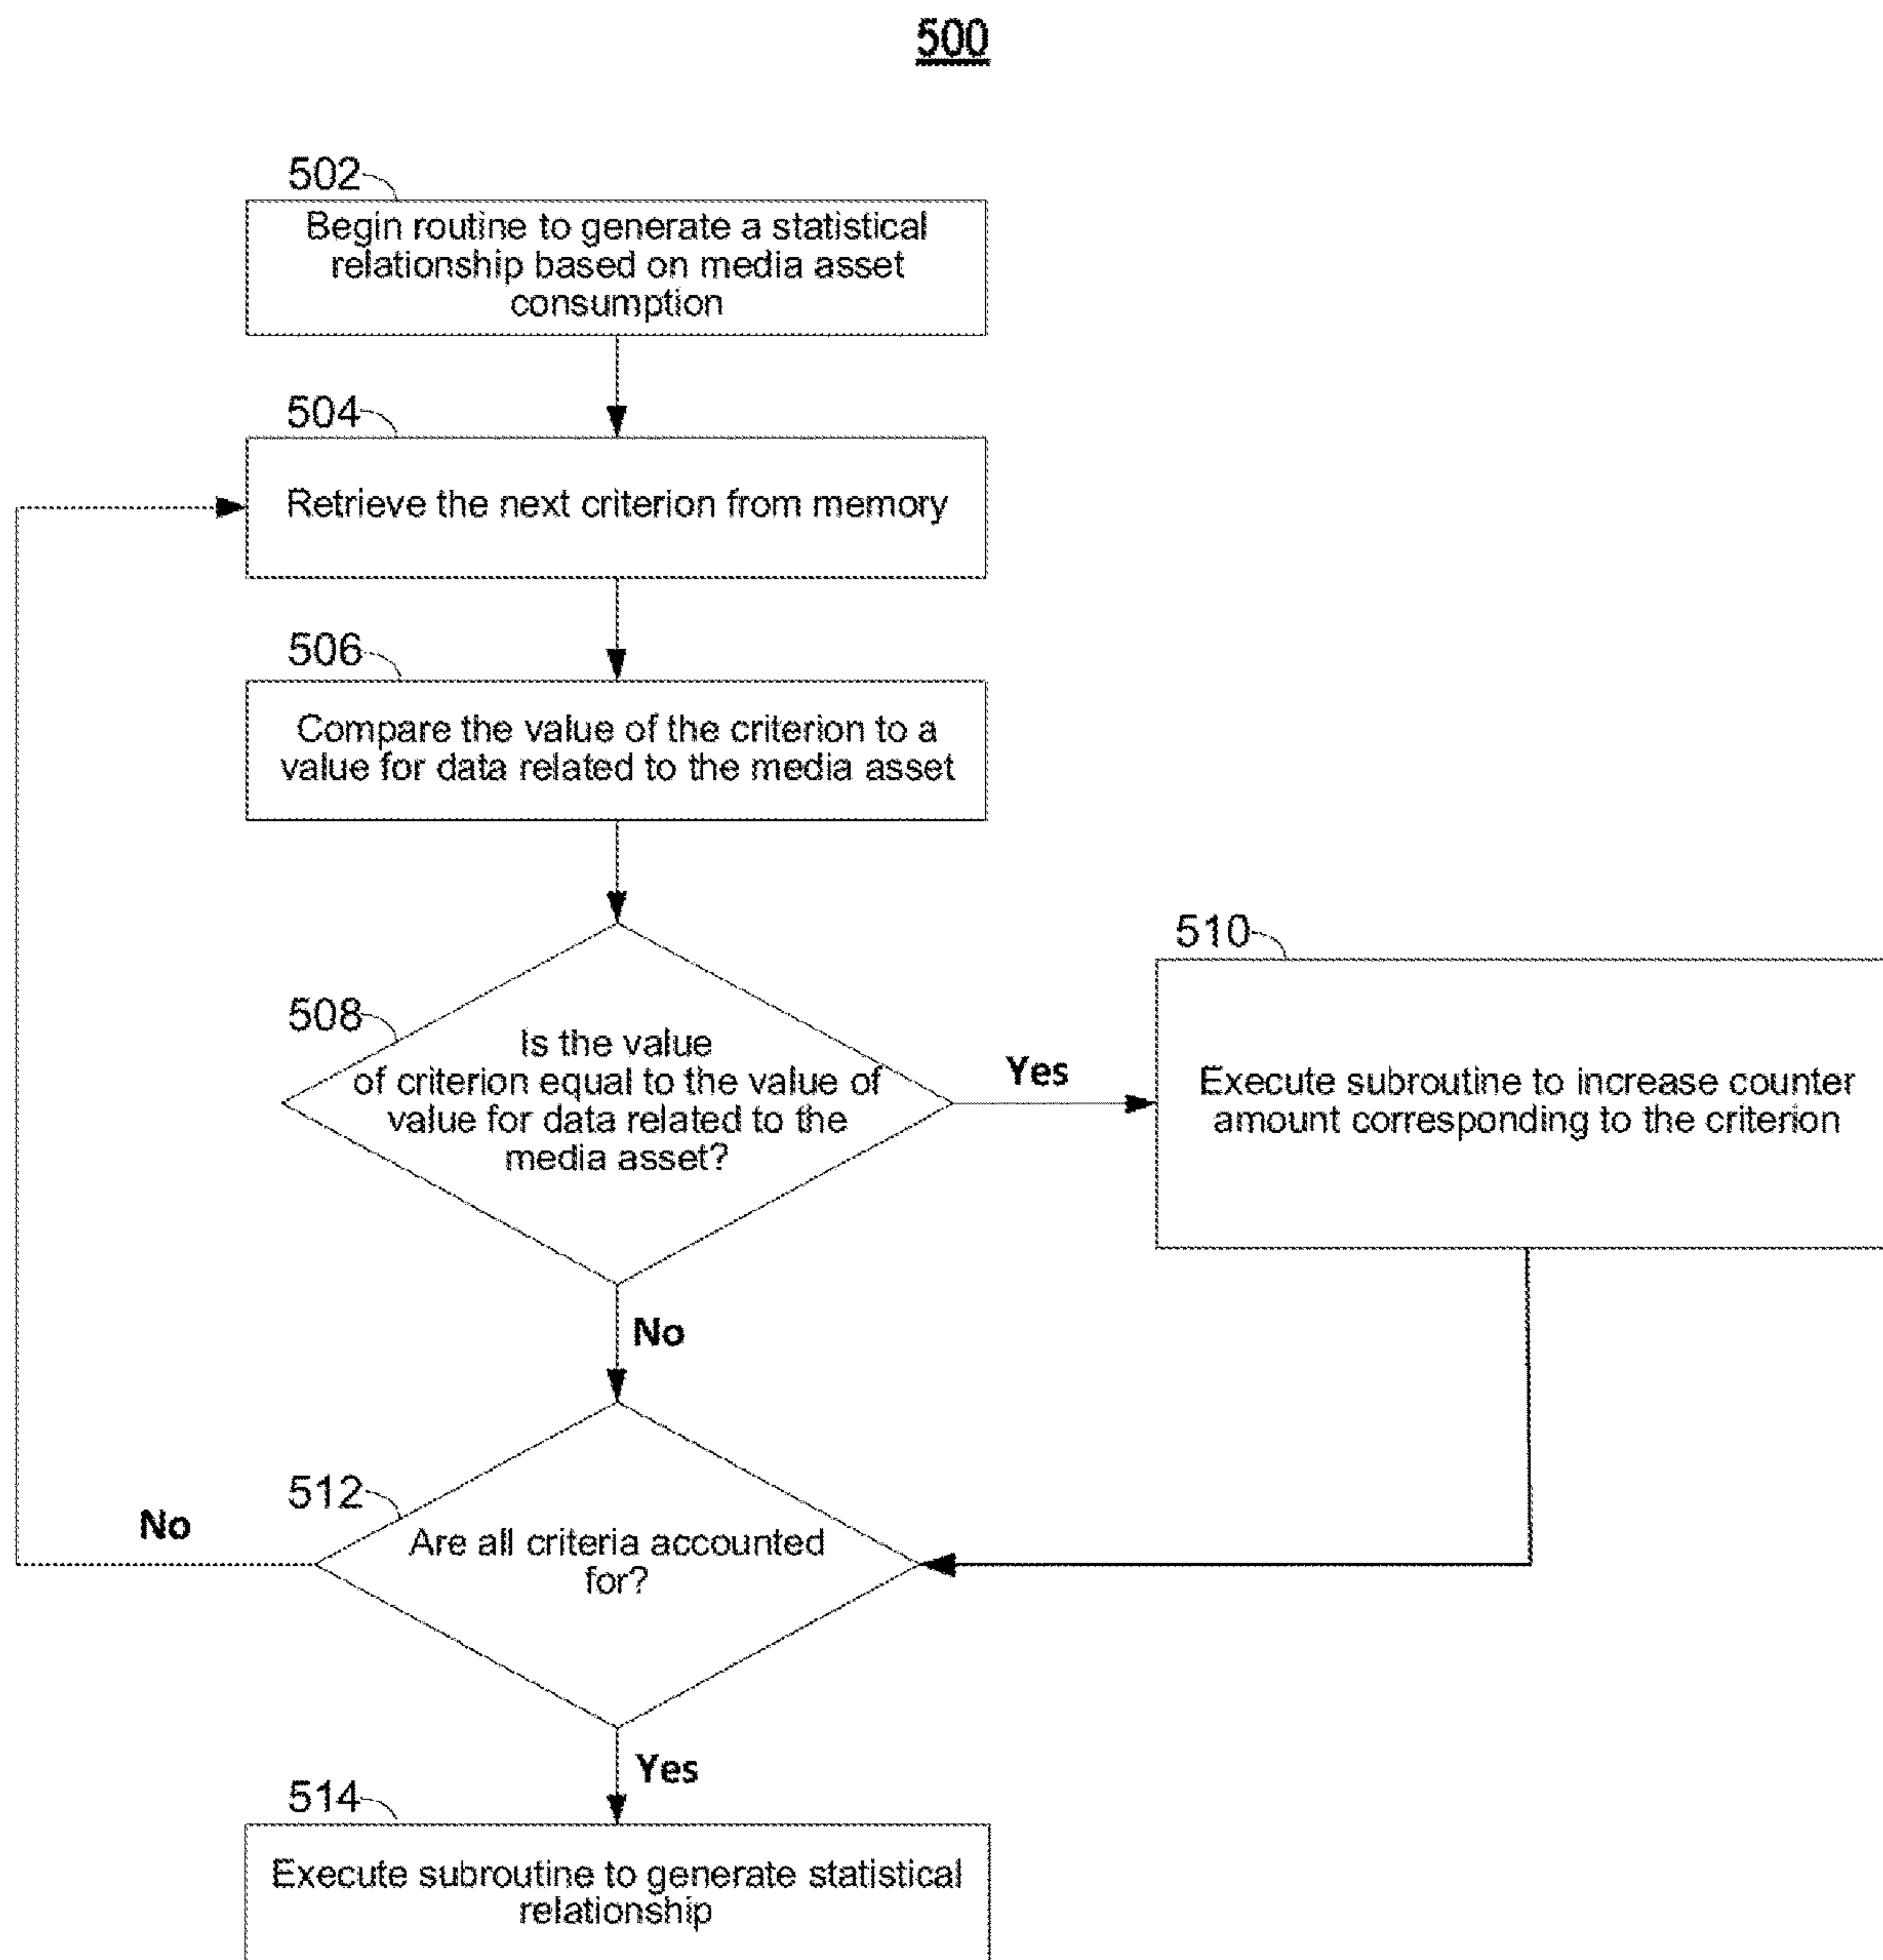 500
502
Begin routine to generate a statistical
relationship based on media asset
consumption
504
Retrieve the next criterion from memory
506
Compare the value of the criterion to a
value for data related to the media asset
508
Is the value
of criterion equal to the value of
value for data related to the
media asset?
Yes
510
Execute subroutine to increase counter
amount corresponding to the criterion
No
512
Are all criteria accounted
for?
No
Yes
514
Execute subroutine to generate statistical
relationship